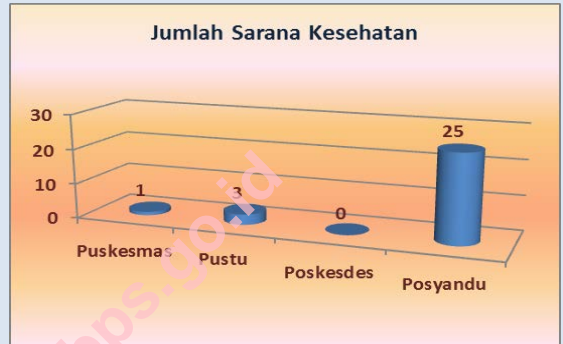 Jumlah Sarana Kesehatan
30
20
10
0
1
3
0
25
Puskesmas
Pustu
Poskesdes
Posyandu
bps.go.id